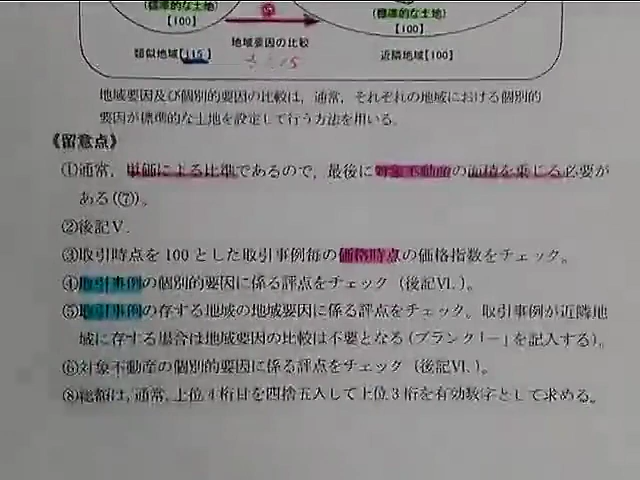 (標準的な土地)
(標準的な土地)
【100】
⑤
【100】
地域要因の比較
類似地域【115】
近隣地域【100】
地域要因及び個別的要因の比較は，通常，それぞれの地域における個別的
要因が標準的な土地を設定して行う方法を用いる。
《留意点》
①通常，単価による比準であるので，最後に対象不動産の面積を乗じる必要が
ある(⑦)。
②後記Ⅴ.
③取引時点を100とした取引事例毎の価格時点の価格指数をチェック。
④取引事例の個別的要因に係る評点をチェック（後記Ⅵ.）。
⑤取引事例の存する地域の地域要因に係る評点をチェック。取引事例が近隣地
域に存する場合は地域要因の比較は不要となる(ブランク「－」を記入する)。
⑥対象不動産の個別的要因に係る評点をチェック（後記Ⅵ.）。
⑧総額は，通常，上位4桁目を四捨五入して上位3桁を有効数字として求める。